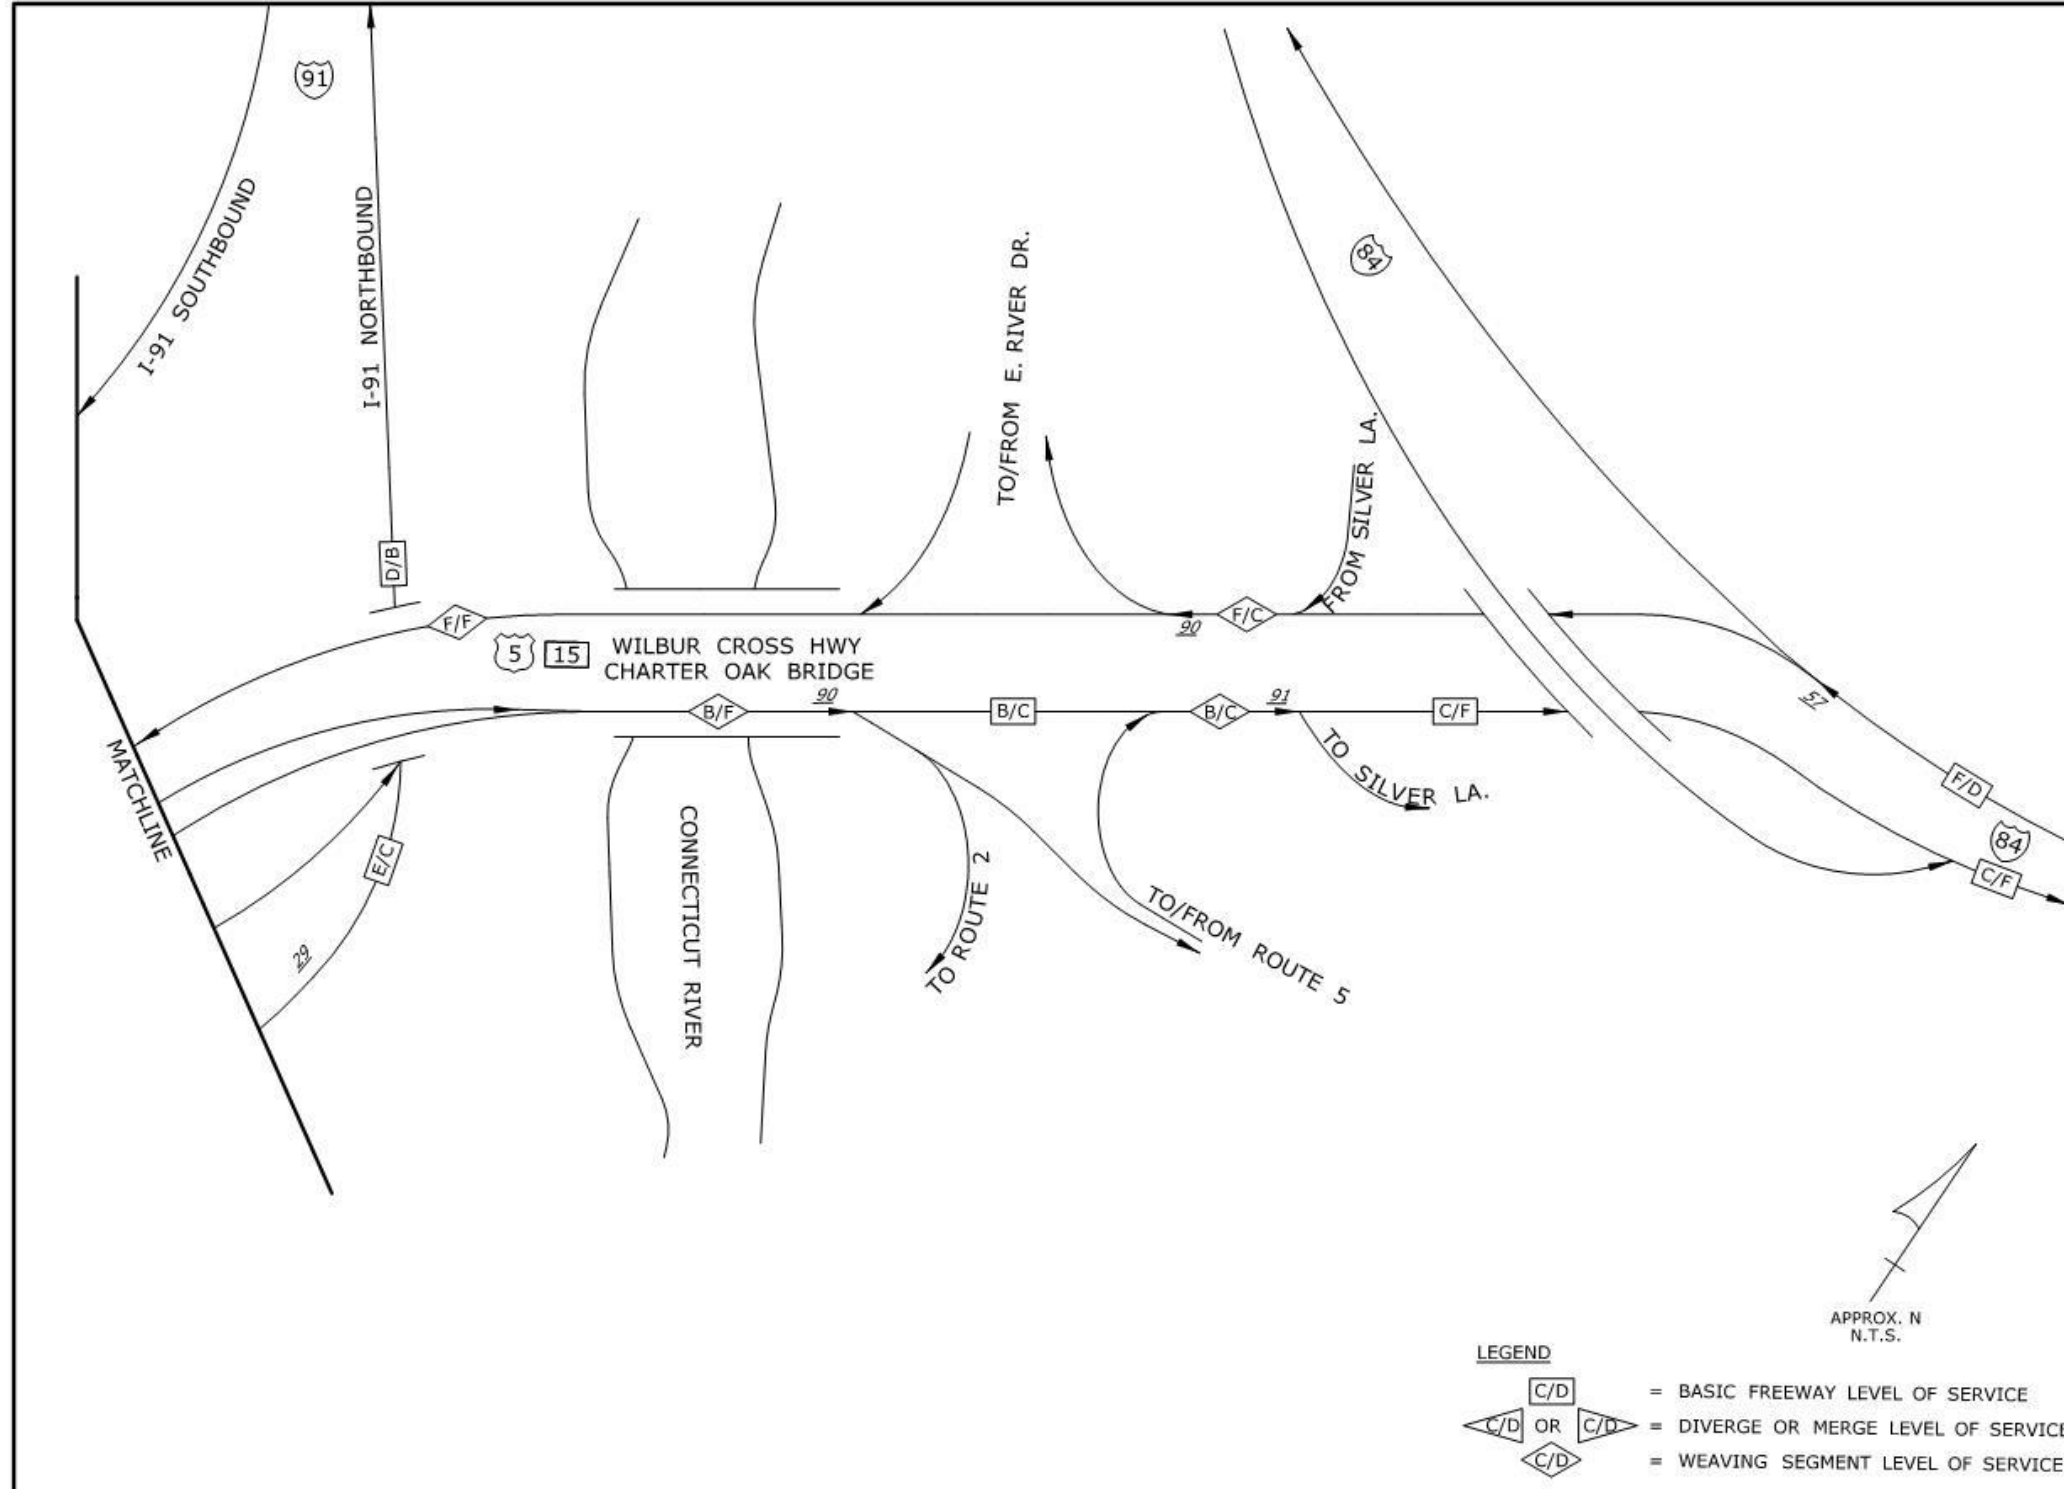 91
I-91 SOUTHBOUND
I-91 NORTHBOUND
D/B
TO/FROM E. RIVER DR.
FROM SILVER LA.
84
F/F
5 15 WILBUR CROSS HWY
CHARTER OAK BRIDGE
90
F/C
57
F/D
84
C/F
MATCHLINE
B/F
90
B/C
B/C
91
C/F
TO SILVER LA.
E/C
29
CONNECTICUT RIVER
TO ROUTE 2
TO/FROM ROUTE 5
APPROX. N
N.T.S.
LEGEND
C/D = BASIC FREEWAY LEVEL OF SERVICE
C/D OR C/D = DIVERGE OR MERGE LEVEL OF SERVICE
C/D = WEAVING SEGMENT LEVEL OF SERVICE